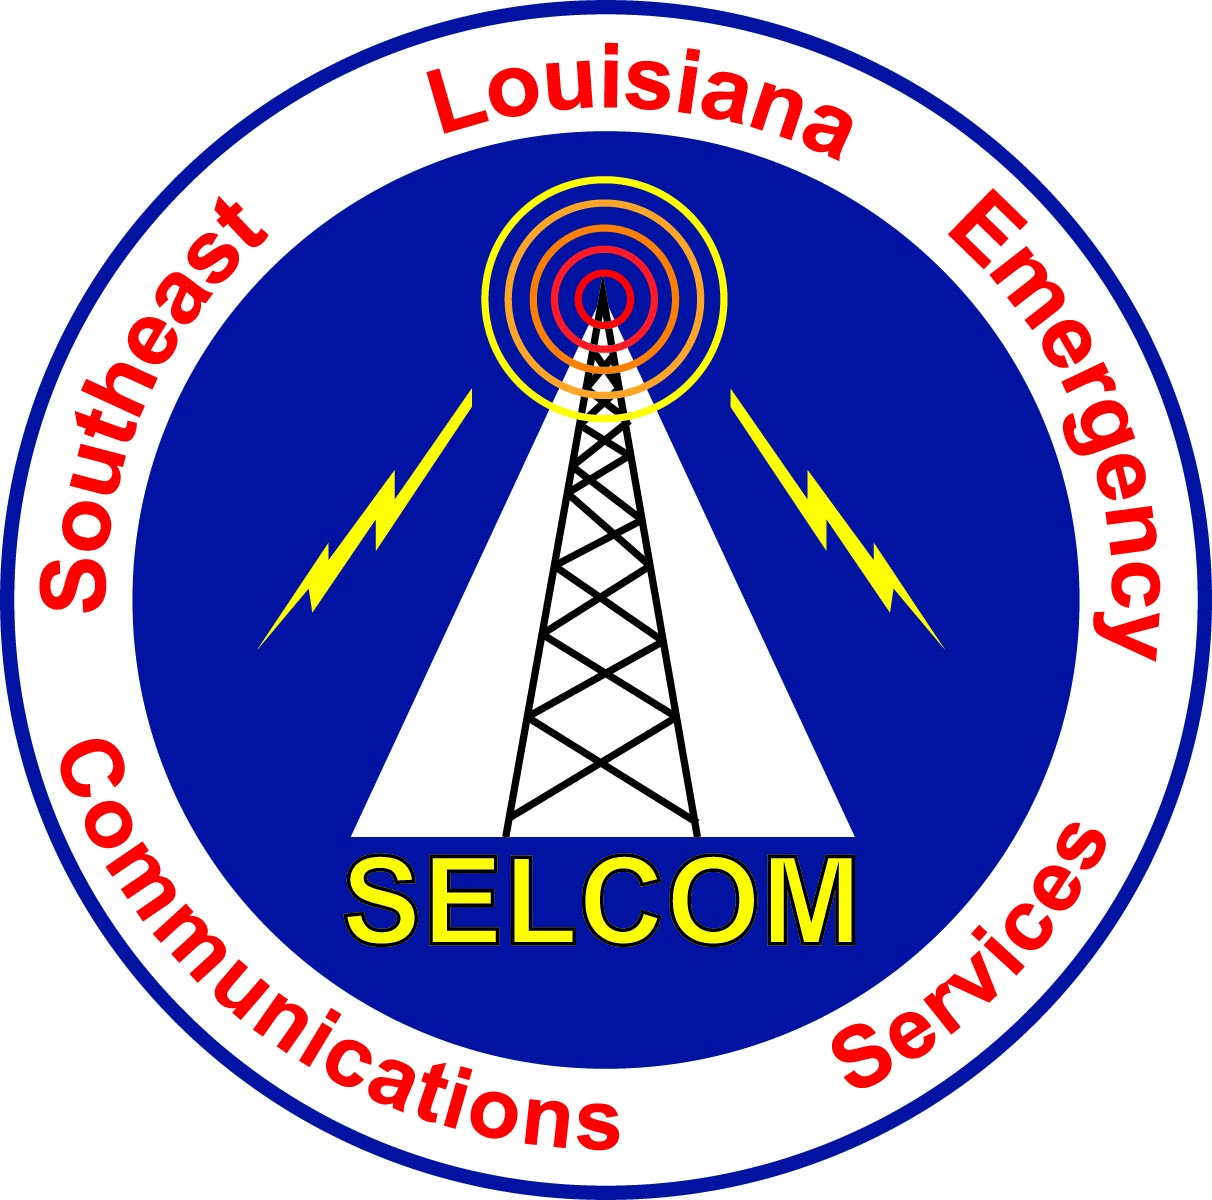 Southeast Louisiana Emergency
Communications Services
SELCOM